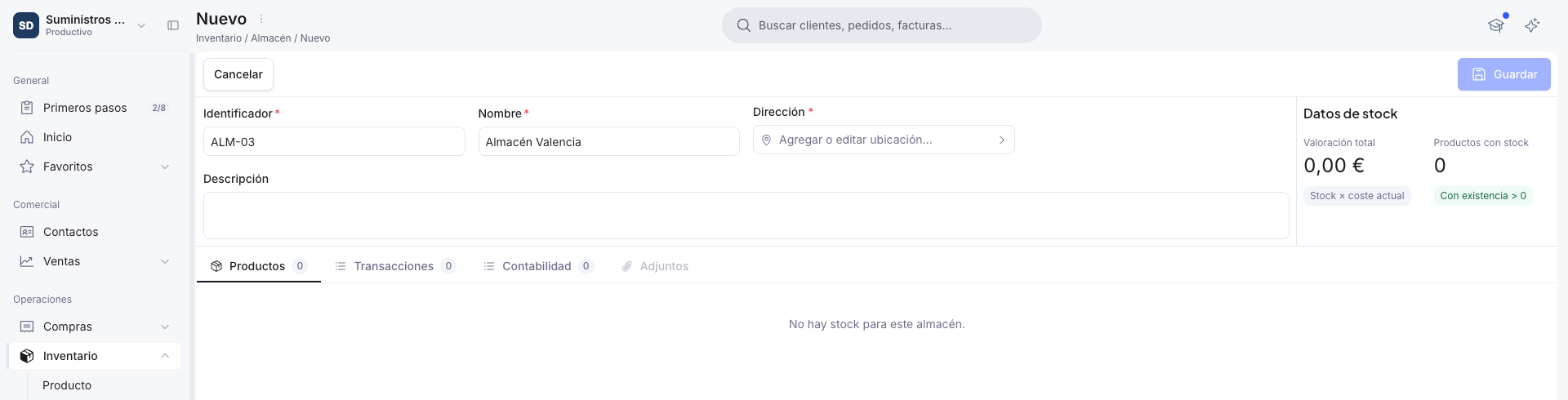 SD
Suministros ...
Productivo
Nuevo
Inventario / Almacén / Nuevo
Buscar clientes, pedidos, facturas...
General
Primeros pasos 2/8
Inicio
Favoritos
Comercial
Contactos
Ventas
Operaciones
Compras
Inventario
Producto
Cancelar
Guardar
Identificador *
ALM-03
Nombre *
Almacén Valencia
Dirección *
Agregar o editar ubicación...
Descripción
Datos de stock
Valoración total
0,00 €
Stock × coste actual
Productos con stock
0
Con existencia > 0
Productos 0
Transacciones 0
Contabilidad 0
Adjuntos
No hay stock para este almacén.